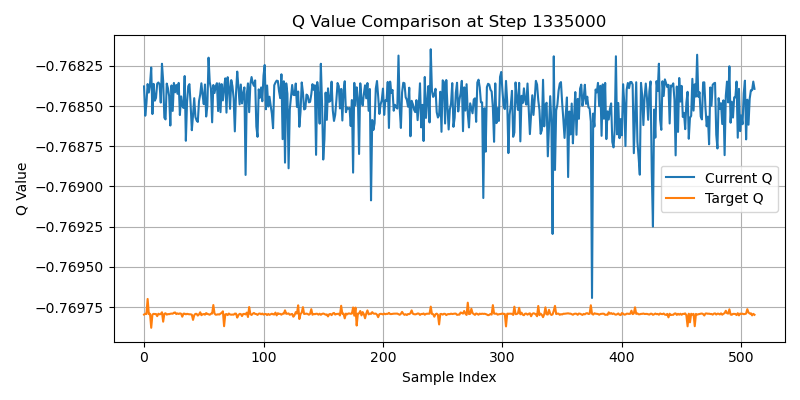 Q Value Comparison at Step 1335000
−0.76825
−0.76850
−0.76875
−0.76900
−0.76925
−0.76950
−0.76975
Q Value
Current Q
Target Q
0 100 200 300 400 500
Sample Index